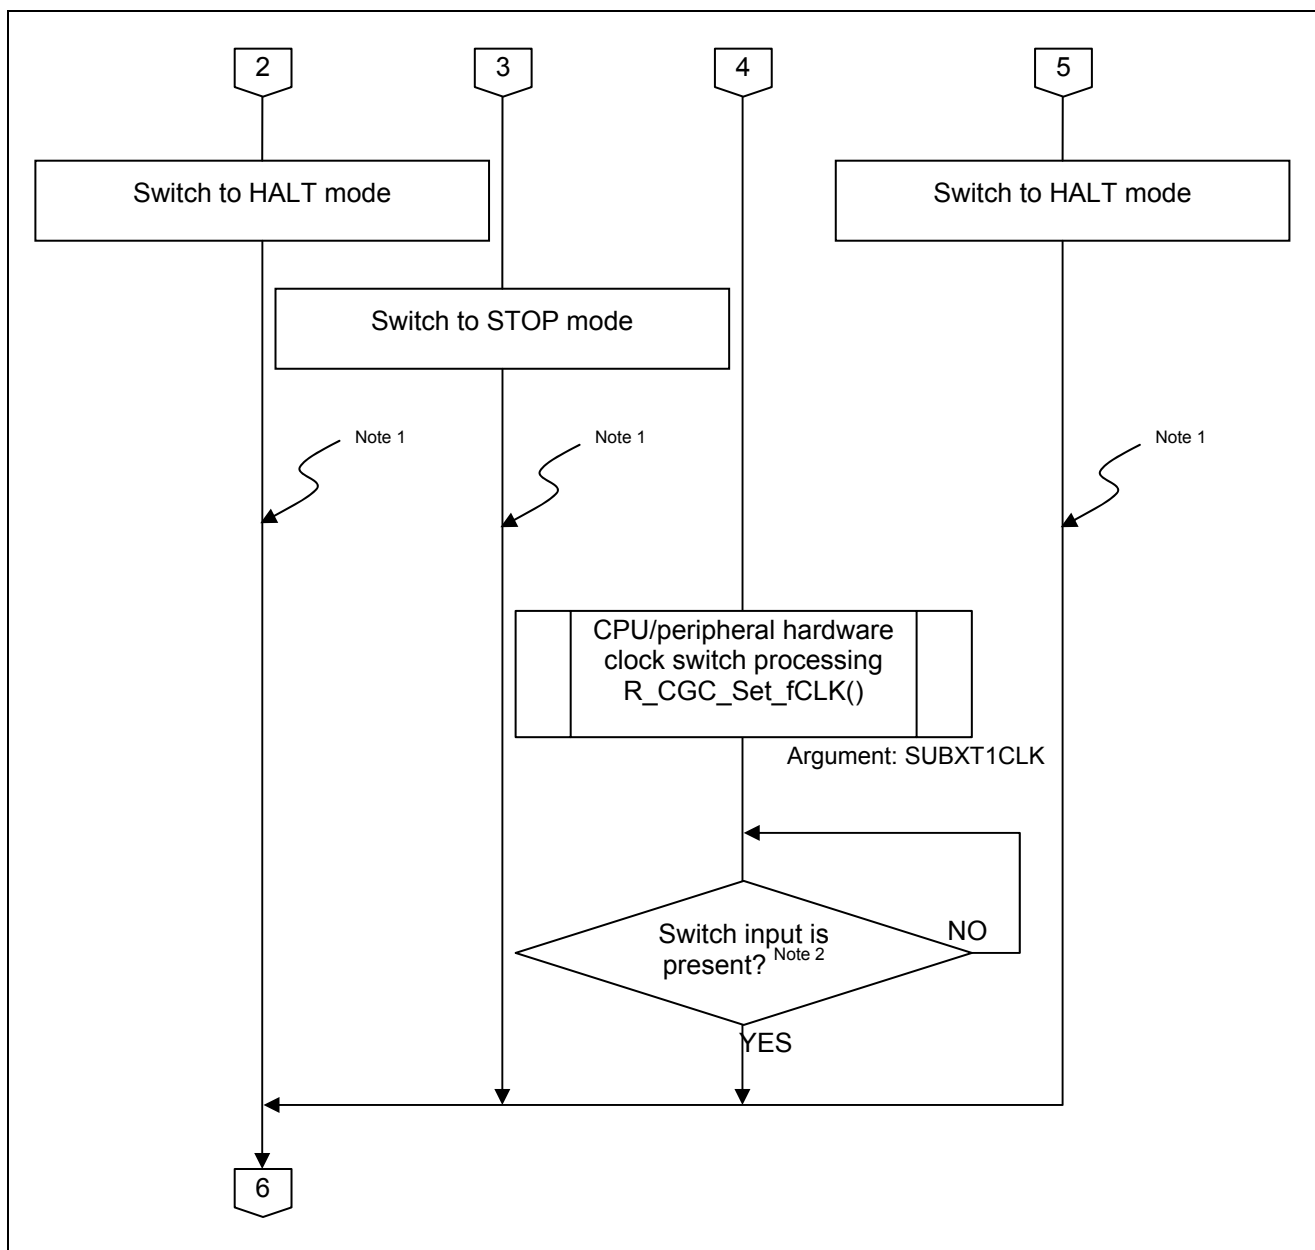 2
3
4
5
Switch to HALT mode
Switch to HALT mode
Switch to STOP mode
Note 1
Note 1
Note 1
CPU/peripheral hardware
clock switch processing
R_CGC_Set_fCLK()
Argument: SUBXT1CLK
Switch input is
present? Note 2
NO
YES
6